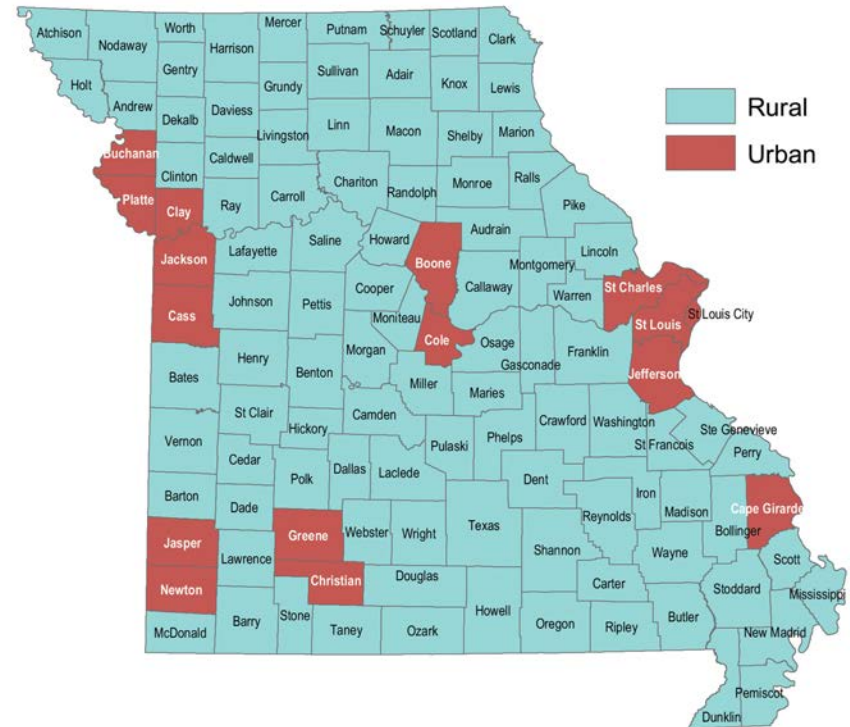 Atchison
Nodaway
Worth
Harrison
Mercer
Putnam
Schuyler
Scotland
Clark
Gentry
Sullivan
Adair
Knox
Lewis
Holt
Grundy
Andrew
Dekalb
Daviess
Linn
Macon
Shelby
Marion
Livingston
Buchanan
Clinton
Caldwell
Chariton
Randolph
Monroe
Ralls
Platte
Clay
Ray
Carroll
Pike
Audrain
Howard
Saline
Lafayette
Jackson
Boone
Lincoln
Callaway
Montgomery
Warren
St Charles
Cooper
Johnson
Pettis
Cass
Moniteau
Cole
St Louis
St Louis City
Osage
Gasconade
Franklin
Morgan
Henry
Benton
Bates
Miller
Maries
Jefferson
St Clair
Camden
Hickory
Crawford
Washington
Ste Genevieve
St Francois
Perry
Vernon
Cedar
Pulaski
Phelps
Polk
Dallas
Laclede
Dent
Iron
Madison
Barton
Dade
Reynolds
Cape Girarde
Bollinger
Texas
Greene
Webster
Wright
Jasper
Lawrence
Shannon
Wayne
Scott
Christian
Douglas
Newton
Carter
Stoddard
Mississippi
Howell
McDonald
Barry
Stone
Taney
Ozark
Oregon
Ripley
Butler
New Madrid
Pemiscot
Dunklin
Rural
Urban